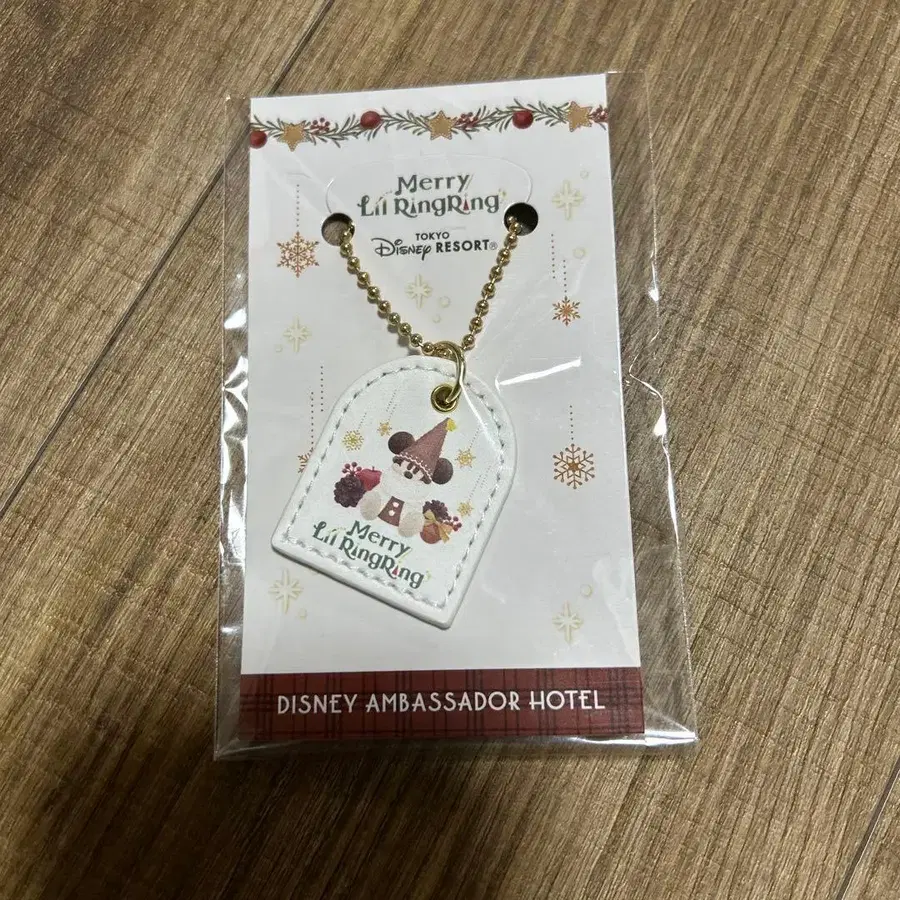 Merry
Lil RingRing
TOKYO
Disney RESORT®
Merry
Lil RingRing
DISNEY AMBASSADOR HOTEL